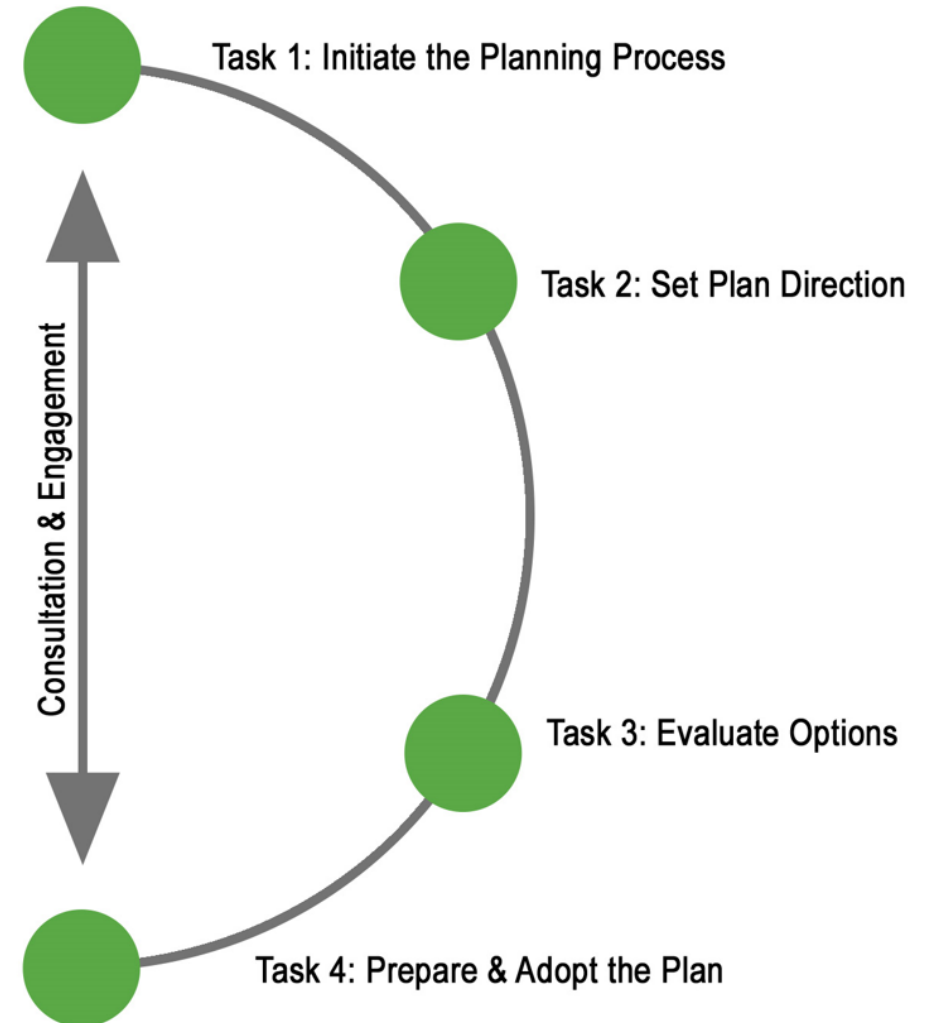 Task 1: Initiate the Planning Process
Task 2: Set Plan Direction
Consultation & Engagement
Task 3: Evaluate Options
Task 4: Prepare & Adopt the Plan